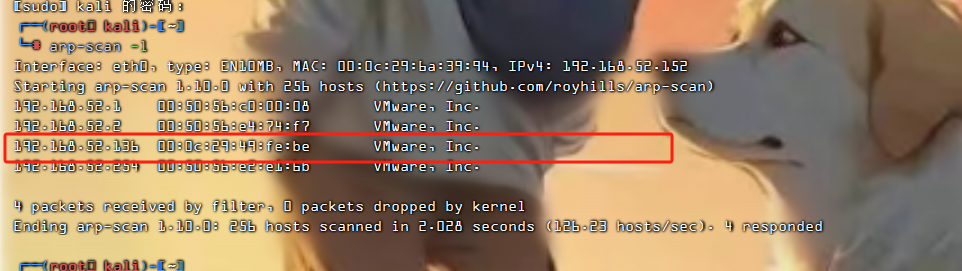 [sudo] kali 的密码：
┌──(root㉿kali)-[~]
└─# arp-scan -l
Interface: eth0, type: EN10MB, MAC: 00:0c:29:6a:39:94, IPv4: 192.168.52.152
Starting arp-scan 1.10.0 with 256 hosts (https://github.com/royhills/arp-scan)
192.168.52.1 00:50:56:c0:00:08 VMware, Inc.
192.168.52.2 00:50:56:e4:74:f7 VMware, Inc.
192.168.52.136 00:0c:29:49:fe:be VMware, Inc.
192.168.52.254 00:50:56:e2:e1:6b VMware, Inc.
4 packets received by filter, 0 packets dropped by kernel
Ending arp-scan 1.10.0: 256 hosts scanned in 2.028 seconds (126.23 hosts/sec). 4 responded
┌──(root㉿kali)-[~]